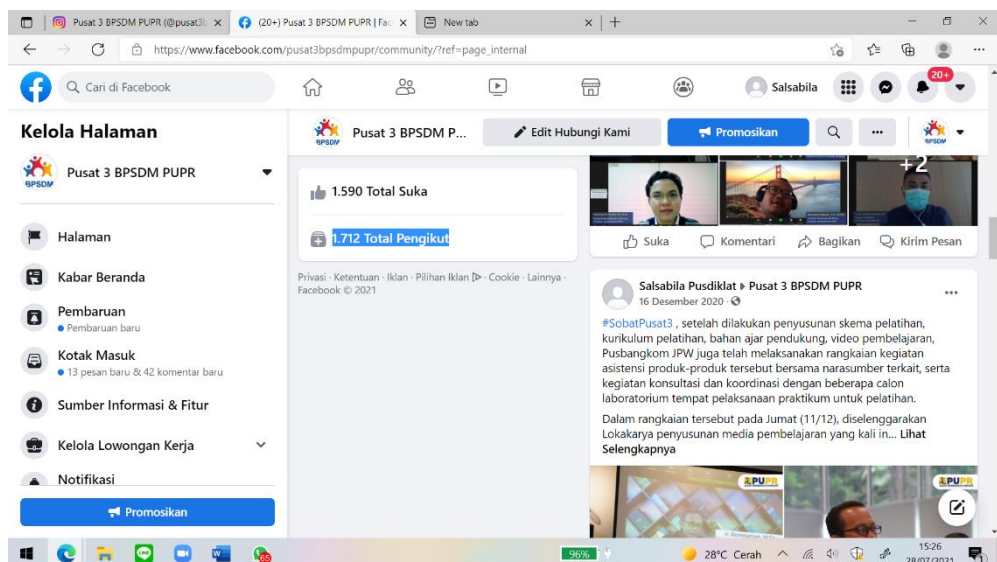 Pusat 3 BPSDM PUPR (@pusat3b
(20+) Pusat 3 BPSDM PUPR | Fac
New tab
https://www.facebook.com/pusat3bpsdmpupr/community/?ref=page_internal
Cari di Facebook
Salsabila
20+
Kelola Halaman
Pusat 3 BPSDM PUPR
BPSDM
Halaman
Kabar Beranda
Pembaruan
Pembaruan baru
Kotak Masuk
13 pesan baru & 42 komentar baru
Sumber Informasi & Fitur
Kelola Lowongan Kerja
Notifikasi
Promosikan
BPSDM
Pusat 3 BPSDM P...
Edit Hubungi Kami
Promosikan
BPSDM
1.590 Total Suka
1.712 Total Pengikut
Privasi · Ketentuan · Iklan · Pilihan Iklan · Cookie · Lainnya ·
Facebook © 2021
+2
Suka Komentari Bagikan Kirim Pesan
Salsabila Pusdiklat ▸ Pusat 3 BPSDM PUPR
16 Desember 2020 ·
#SobatPusat3 , setelah dilakukan penyusunan skema pelatihan,
kurikulum pelatihan, bahan ajar pendukung, video pembelajaran,
Pusbangkom JPW juga telah melaksanakan rangkaian kegiatan
asistensi produk-produk tersebut bersama narasumber terkait, serta
kegiatan konsultasi dan koordinasi dengan beberapa calon
laboratorium tempat pelaksanaan praktikum untuk pelatihan.
Dalam rangkaian tersebut pada Jumat (11/12), diselenggarakan
Lokakarya penyusunan media pembelajaran yang kali in... Lihat
Selengkapnya
PUPR
PUPR
65
96%
28°C Cerah
15:26
28/07/2021
1